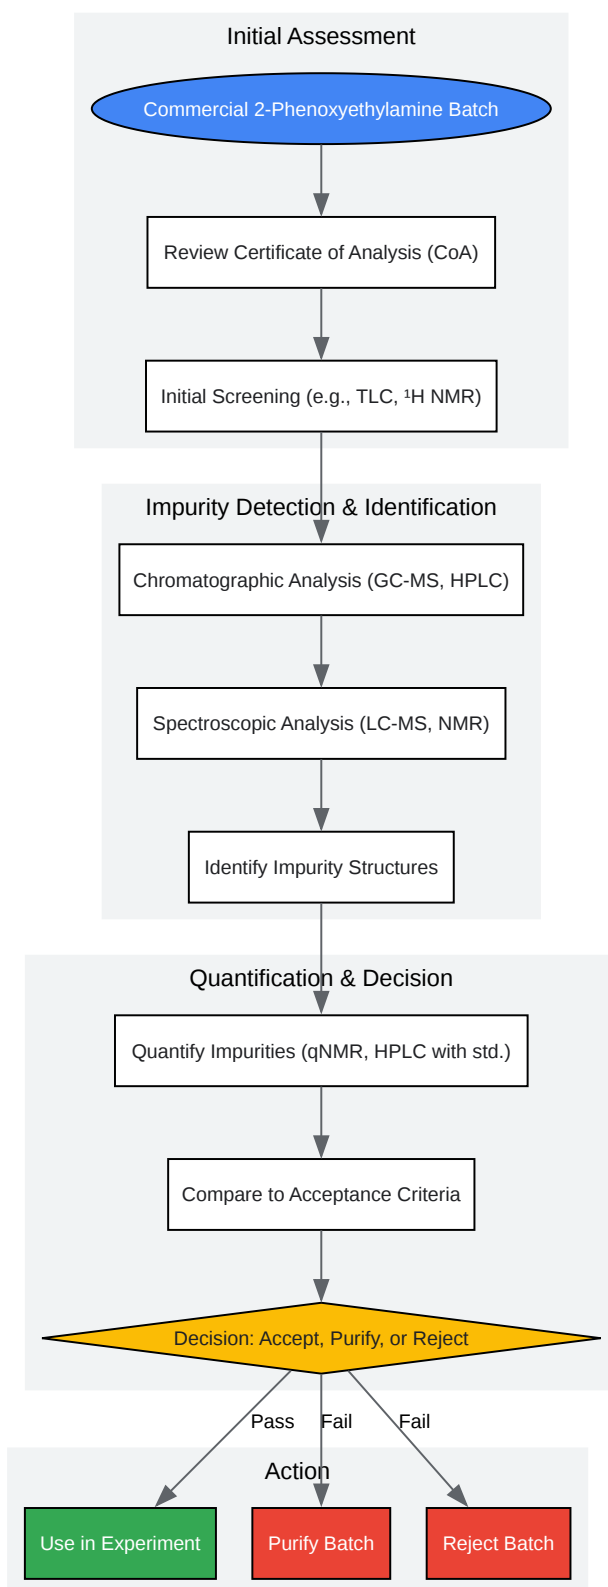 Initial Assessment
Commercial 2-Phenoxyethylamine Batch
Review Certificate of Analysis (CoA)
Initial Screening (e.g., TLC, ¹H NMR)
Impurity Detection & Identification
Chromatographic Analysis (GC-MS, HPLC)
Spectroscopic Analysis (LC-MS, NMR)
Identify Impurity Structures
Quantification & Decision
Quantify Impurities (qNMR, HPLC with std.)
Compare to Acceptance Criteria
Decision: Accept, Purify, or Reject
Pass
Fail
Fail
Action
Use in Experiment
Purify Batch
Reject Batch